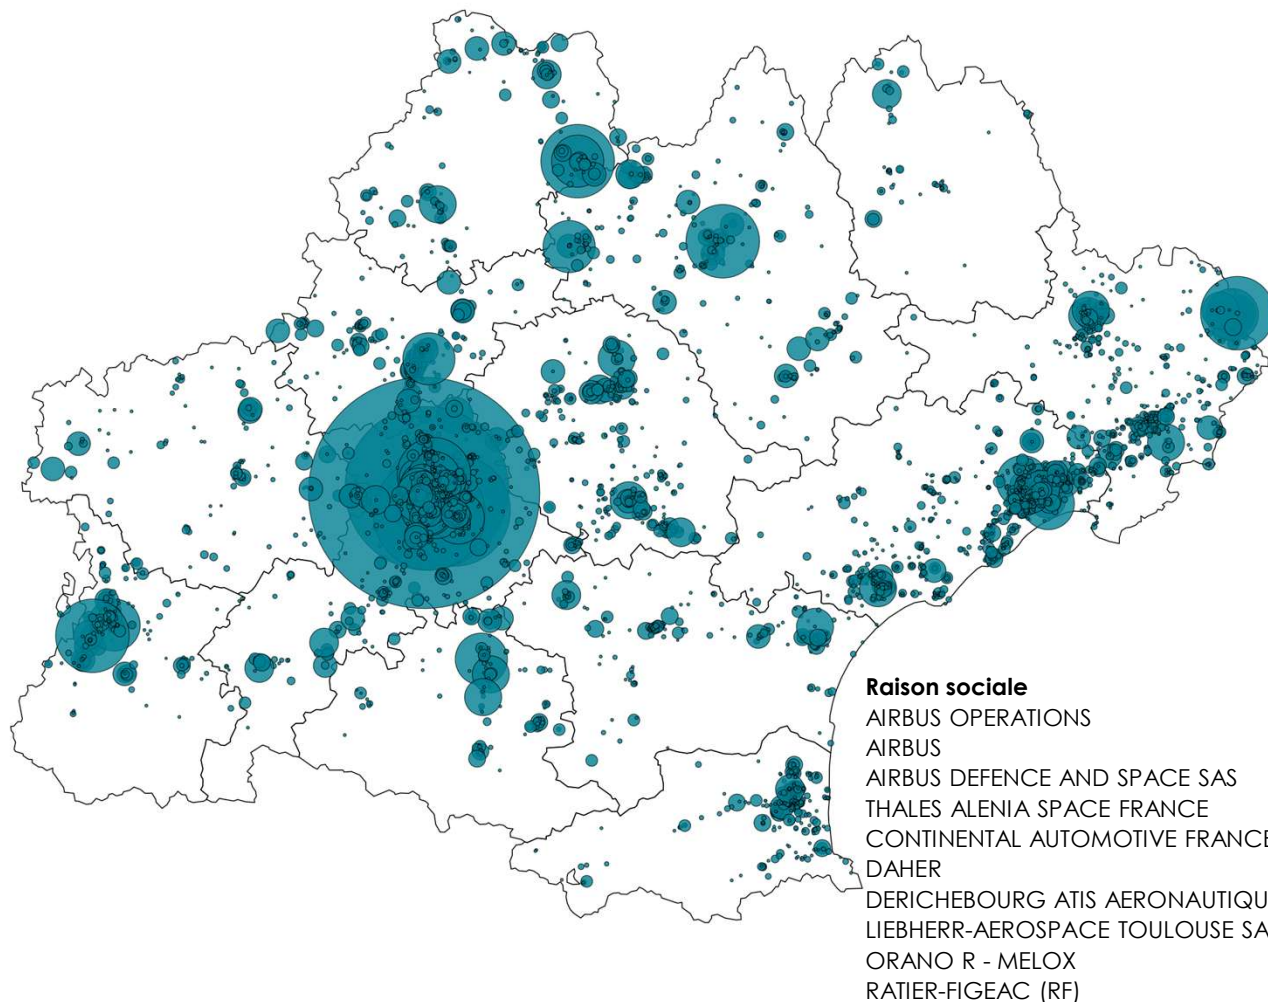 Raison sociale
AIRBUS OPERATIONS
AIRBUS
AIRBUS DEFENCE AND SPACE SAS
THALES ALENIA SPACE FRANCE
CONTINENTAL AUTOMOTIVE FRANCE
DAHER
DERICHEBOURG ATIS AERONAUTIQU
LIEBHERR-AEROSPACE TOULOUSE SA
ORANO R - MELOX
RATIER-FIGEAC (RF)